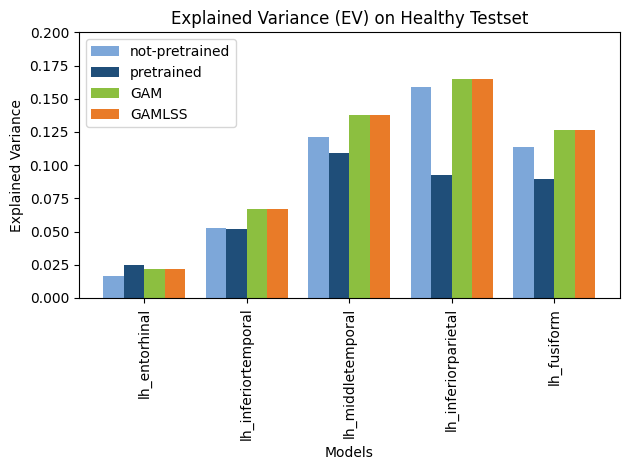 Explained Variance (EV) on Healthy Testset
not-pretrained
pretrained
GAM
GAMLSS
Explained Variance
0.200
0.175
0.150
0.125
0.100
0.075
0.050
0.025
0.000
lh_entorhinal
lh_inferiortemporal
lh_middletemporal
lh_inferiorparietal
lh_fusiform
Models